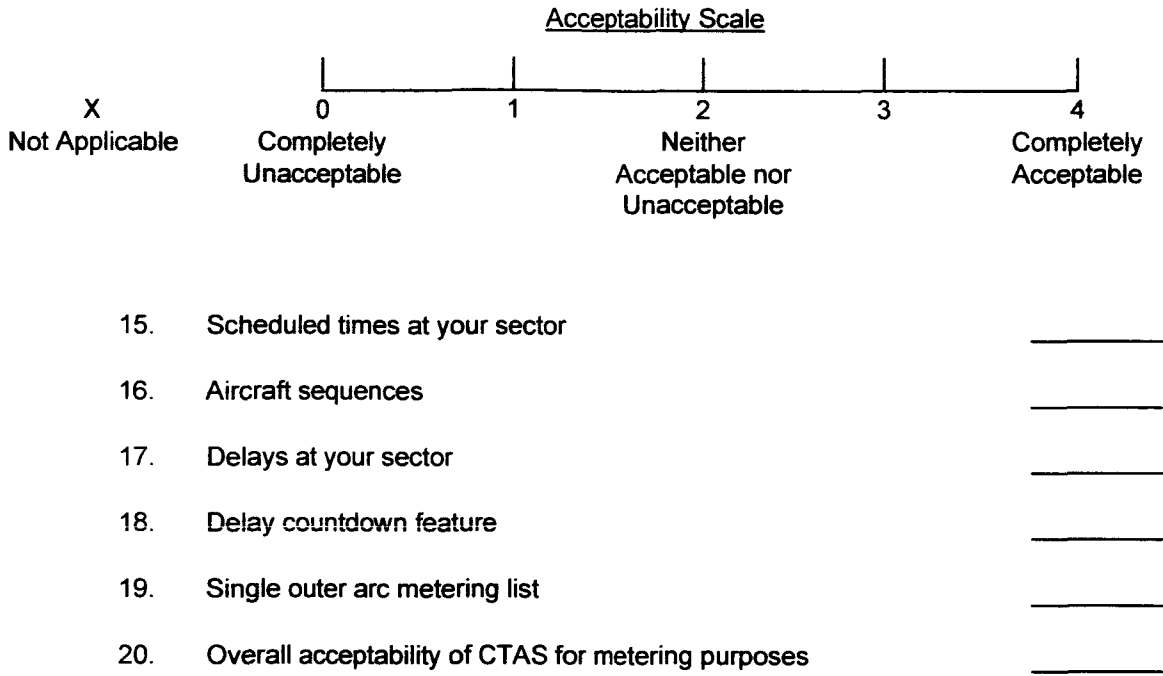 Acceptability Scale
X 0 1 2 3 4
Not Applicable Completely Neither Completely
Unacceptable Acceptable nor Acceptable
Unacceptable
15. Scheduled times at your sector
16. Aircraft sequences
17. Delays at your sector
18. Delay countdown feature
19. Single outer arc metering list
20. Overall acceptability of CTAS for metering purposes